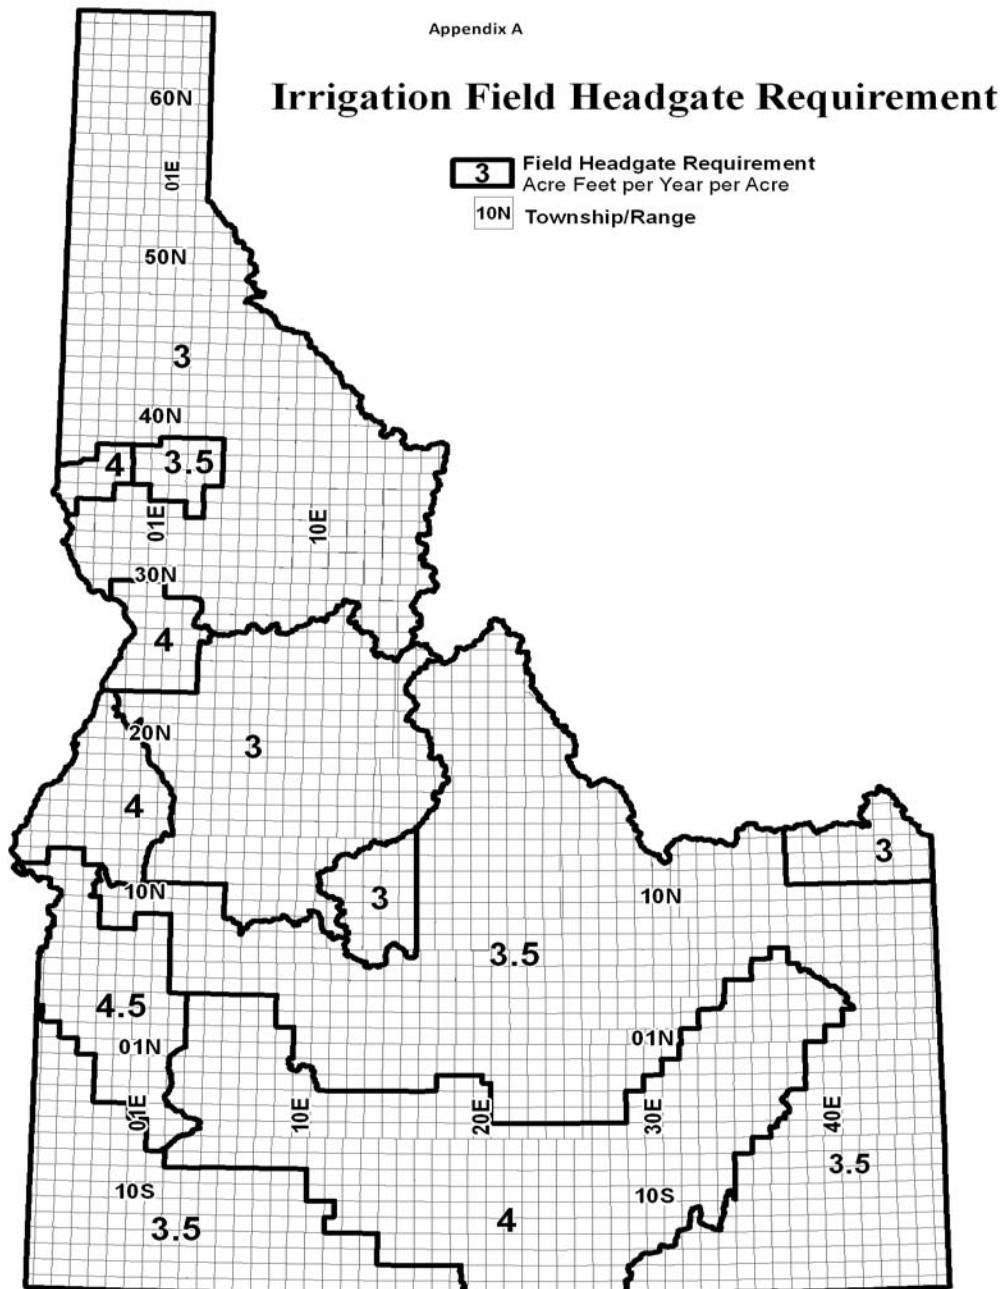 Appendix A
Irrigation Field Headgate Requirement
3 Field Headgate Requirement
Acre Feet per Year per Acre
10N Township/Range
60N
01E
50N
3
40N
4 3.5
01E 10E
30N
4
20N 3
4
3
10N 3 10N
3.5
4.5
01N 01N
01E 10E 20E 30E 40E
3.5
10S 10S
3.5 4